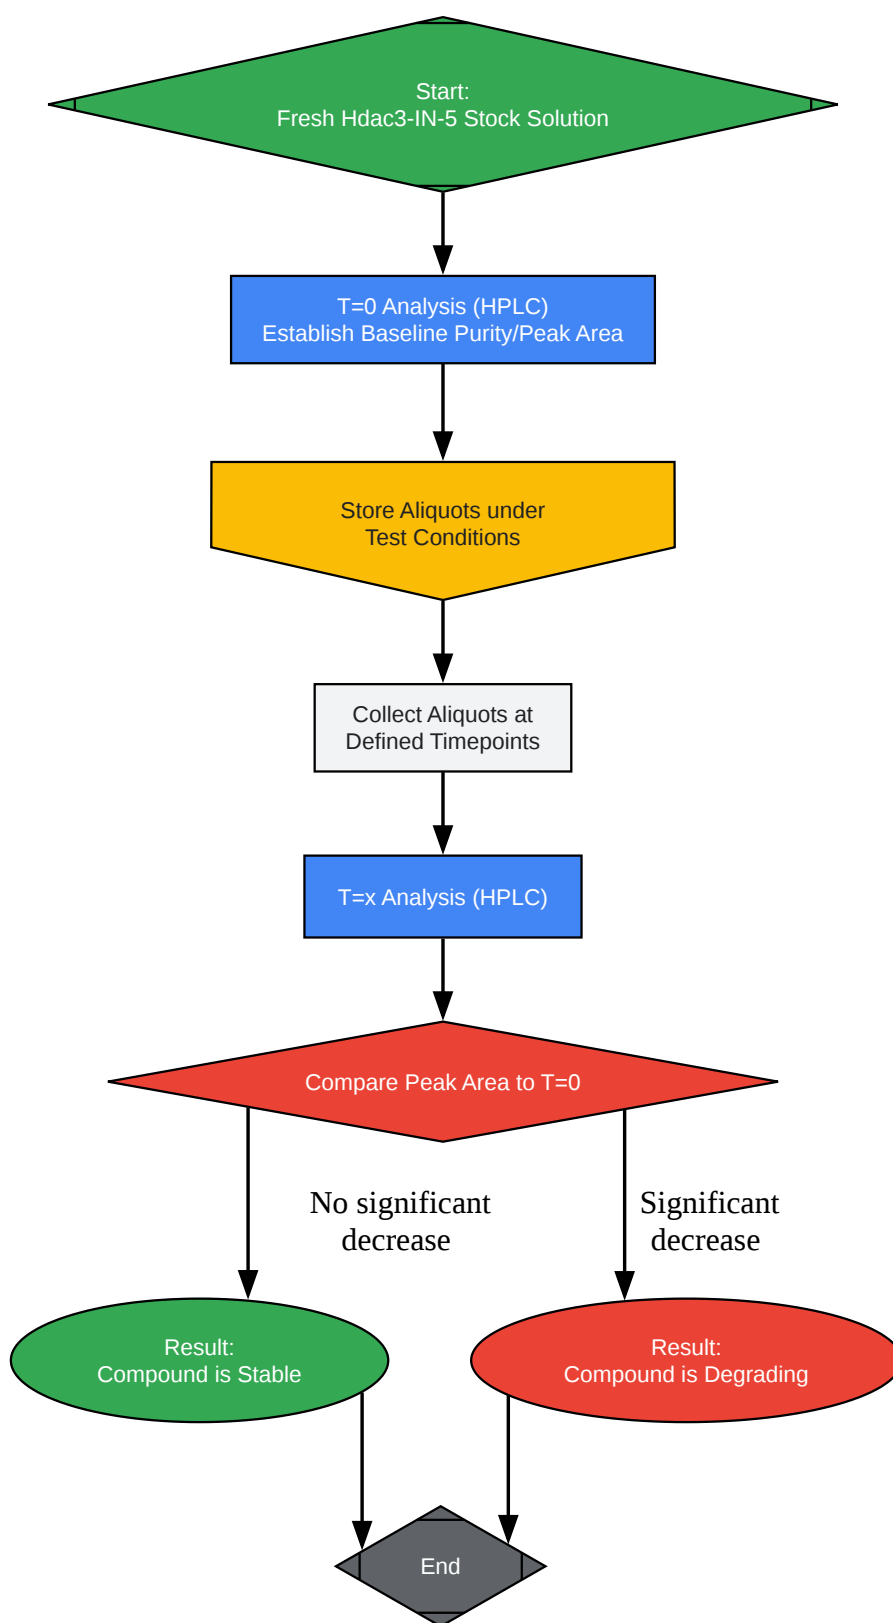 Start:
Fresh Hdac3-IN-5 Stock Solution
T=0 Analysis (HPLC)
Establish Baseline Purity/Peak Area
Store Aliquots under
Test Conditions
Collect Aliquots at
Defined Timepoints
T=x Analysis (HPLC)
Compare Peak Area to T=0
No significant
decrease
Significant
decrease
Result:
Compound is Stable
Result:
Compound is Degrading
End